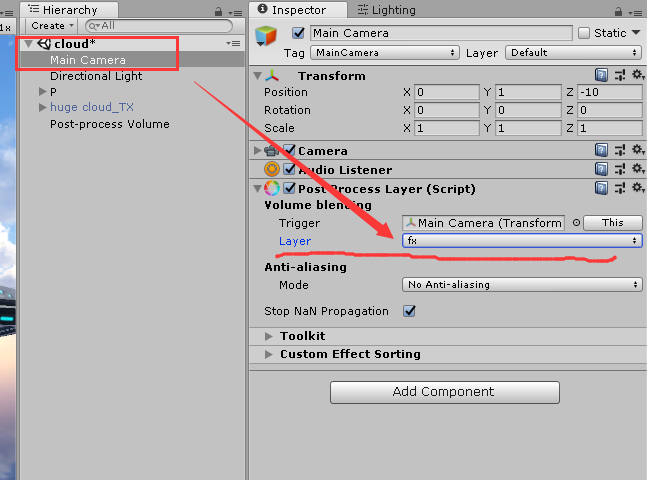 Hierarchy
Create
All
1x
cloud*
Main Camera
Directional Light
P
huge cloud_TX
Post-process Volume
Inspector
Lighting
Main Camera
Static
Tag MainCamera Layer Default
Transform
Position X 0 Y 1 Z -10
Rotation X 0 Y 0 Z 0
Scale X 1 Y 1 Z 1
Camera
Audio Listener
Post Process Layer (Script)
Volume blending
Trigger Main Camera (Transform This
Layer fx
Anti-aliasing
Mode No Anti-aliasing
Stop NaN Propagation
Toolkit
Custom Effect Sorting
Add Component